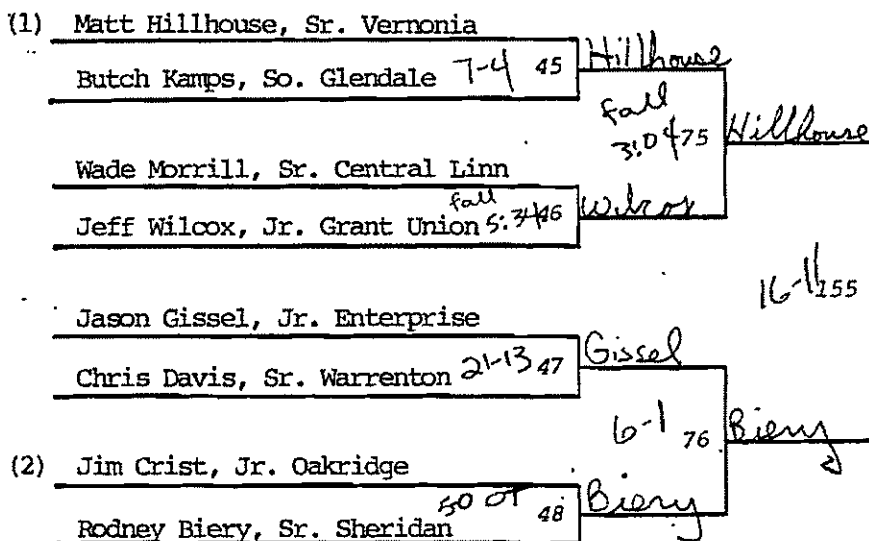 (1) Matt Hillhouse, Sr. Vernonia
Butch Kamps, So. Glendale 7-4 45 Hillhouse
fall
3:04 75 Hillhouse
Wade Morrill, Sr. Central Linn
Jeff Wilcox, Jr. Grant Union fall 5:34 46 Wilcox
16-11 155
Jason Gissel, Jr. Enterprise
Chris Davis, Sr. Warrenton 21-13 47 Gissel
6-1 76 Biery
(2) Jim Crist, Jr. Oakridge
Rodney Biery, Sr. Sheridan OT 48 Biery